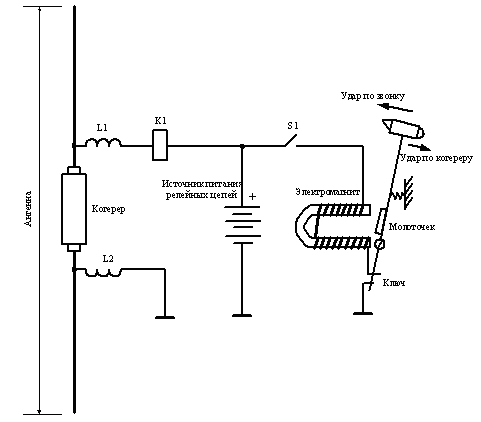 Удар по звонку
K1
L1
S1
Удар по когереру
Источник питания
релейных цепей
+
Электромагнит
Антенна
Когерер
Молоточек
L2
Ключ